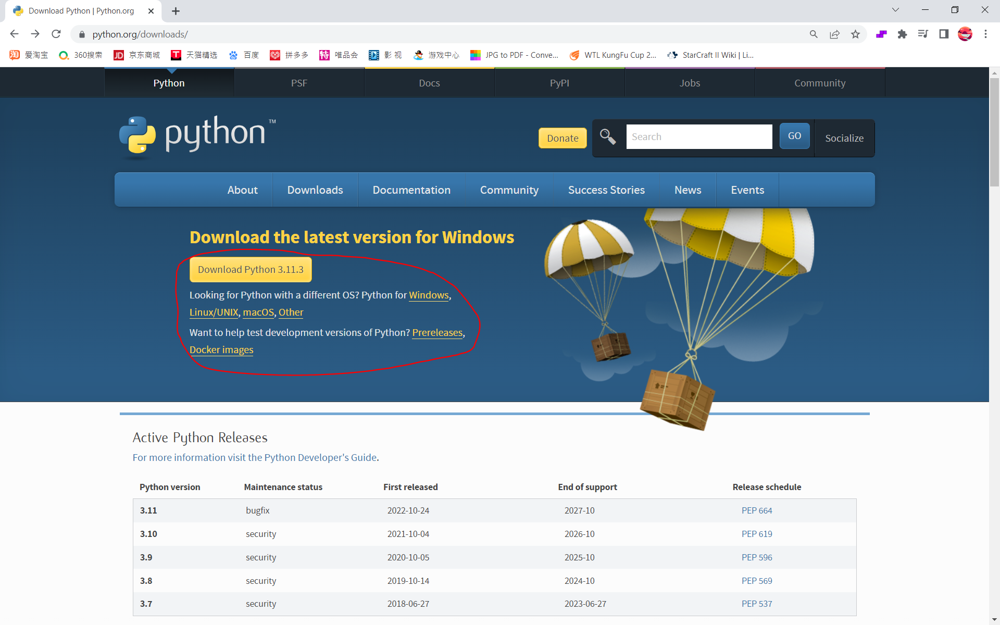 Download Python | Python.org
python.org/downloads/
爱淘宝 360搜索 京东商城 天猫精选 百度 拼多多 唯品会 影 视 游戏中心 JPG to PDF - Conve... WTL KungFu Cup 2... StarCraft II Wiki | Li...
Python PSF Docs PyPI Jobs Community
python™
Donate Search GO Socialize
About Downloads Documentation Community Success Stories News Events
Download the latest version for Windows
Download Python 3.11.3
Looking for Python with a different OS? Python for Windows,
Linux/UNIX, macOS, Other
Want to help test development versions of Python? Prereleases,
Docker images
Active Python Releases
For more information visit the Python Developer's Guide.
Python version Maintenance status First released End of support Release schedule
3.11 bugfix 2022-10-24 2027-10 PEP 664
3.10 security 2021-10-04 2026-10 PEP 619
3.9 security 2020-10-05 2025-10 PEP 596
3.8 security 2019-10-14 2024-10 PEP 569
3.7 security 2018-06-27 2023-06-27 PEP 537